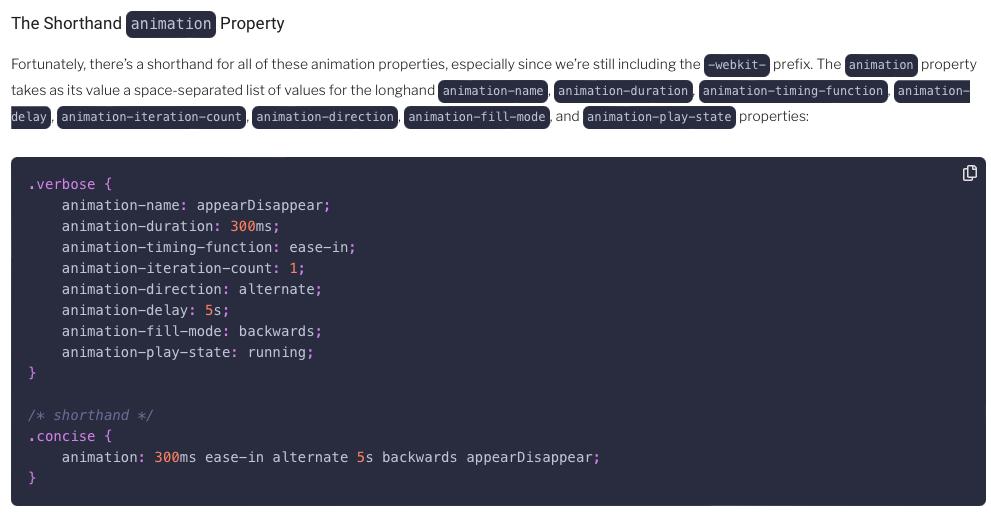 The Shorthand animation Property
Fortunately, there’s a shorthand for all of these animation properties, especially since we’re still including the -webkit- prefix. The animation property
takes as its value a space-separated list of values for the longhand animation-name, animation-duration, animation-timing-function, animation-
delay, animation-iteration-count, animation-direction, animation-fill-mode, and animation-play-state properties:
.verbose {
    animation-name: appearDisappear;
    animation-duration: 300ms;
    animation-timing-function: ease-in;
    animation-iteration-count: 1;
    animation-direction: alternate;
    animation-delay: 5s;
    animation-fill-mode: backwards;
    animation-play-state: running;
}
/* shorthand */
.concise {
    animation: 300ms ease-in alternate 5s backwards appearDisappear;
}